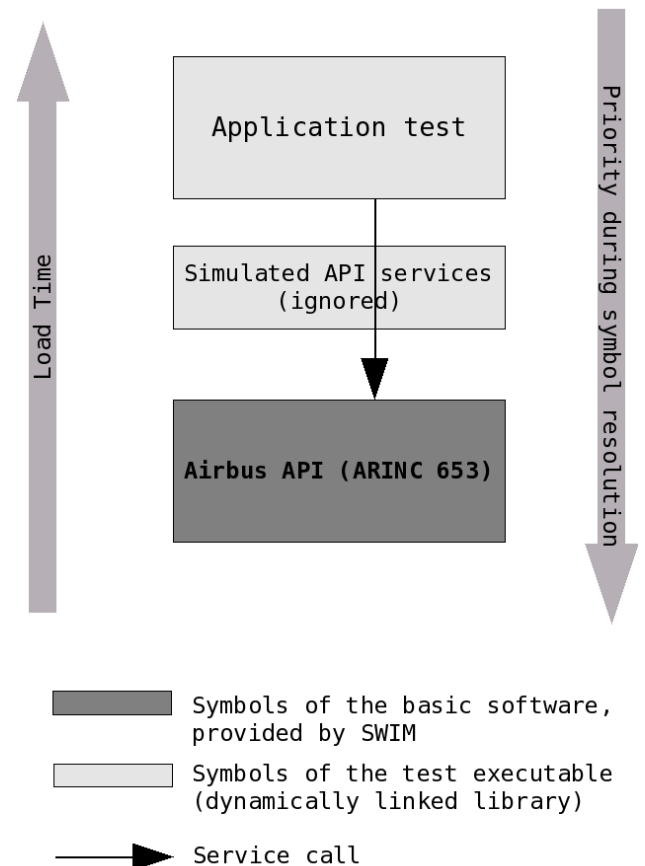 Application test
Simulated API services
(ignored)
Airbus API (ARINC 653)
Load Time
Priority during symbol resolution
Symbols of the basic software,
provided by SWIM
Symbols of the test executable
(dynamically linked library)
Service call